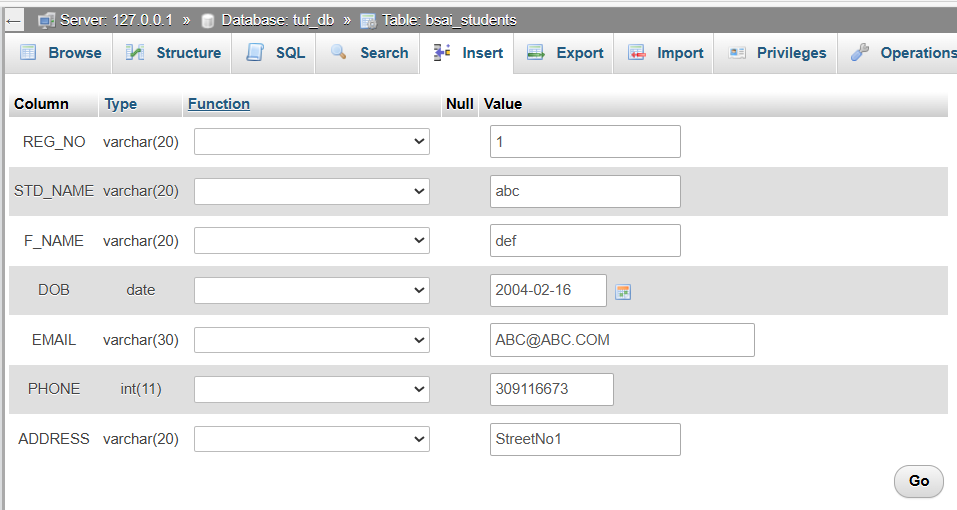 Server: 127.0.0.1 » Database: tuf_db » Table: bsai_students
Browse Structure SQL Search Insert Export Import Privileges Operations
Column Type Function Null Value
REG_NO varchar(20) 1
STD_NAME varchar(20) abc
F_NAME varchar(20) def
DOB date 2004-02-16
EMAIL varchar(30) ABC@ABC.COM
PHONE int(11) 309116673
ADDRESS varchar(20) StreetNo1
Go